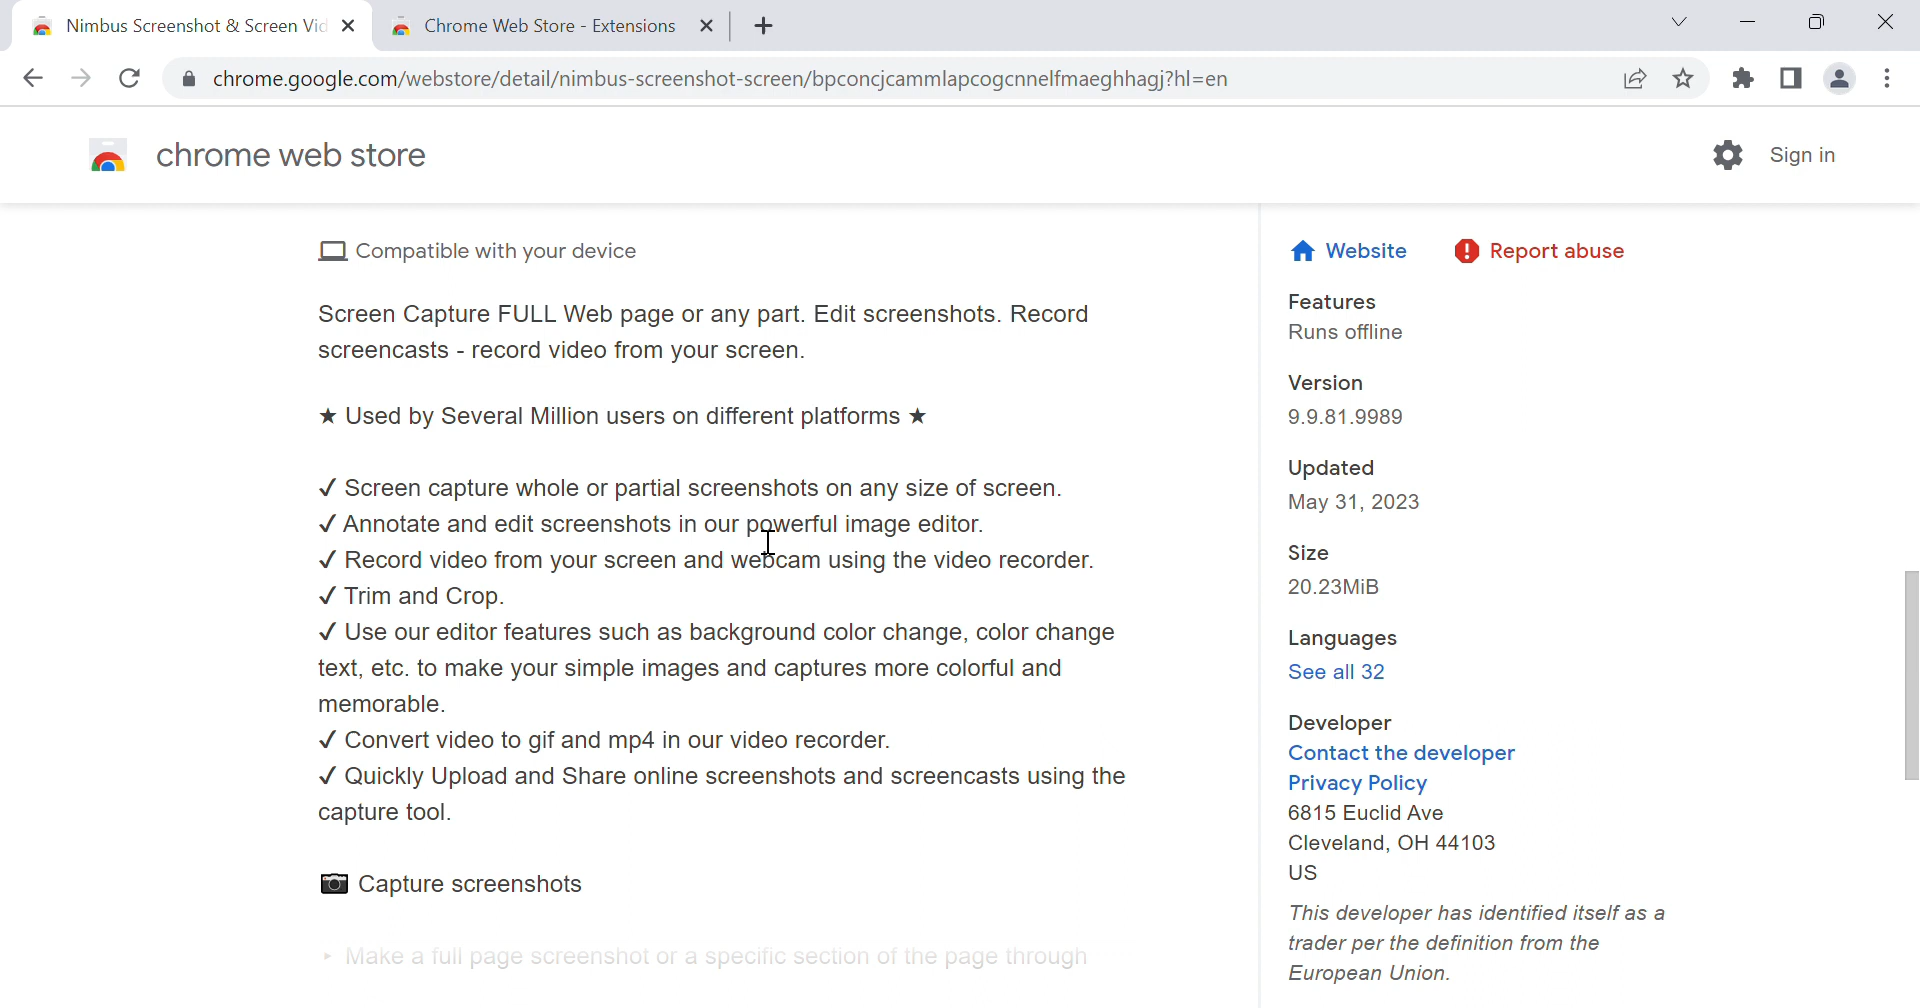 Nimbus Screenshot & Screen Vid
Chrome Web Store - Extensions
chrome.google.com/webstore/detail/nimbus-screenshot-screen/bpconcjcammlapcogcnnelfmaeghhagj?hl=en
chrome web store
Sign in
Compatible with your device
Screen Capture FULL Web page or any part. Edit screenshots. Record
screencasts - record video from your screen.
★ Used by Several Million users on different platforms ★
✓ Screen capture whole or partial screenshots on any size of screen.
✓ Annotate and edit screenshots in our powerful image editor.
✓ Record video from your screen and webcam using the video recorder.
✓ Trim and Crop.
✓ Use our editor features such as background color change, color change
text, etc. to make your simple images and captures more colorful and
memorable.
✓ Convert video to gif and mp4 in our video recorder.
✓ Quickly Upload and Share online screenshots and screencasts using the
capture tool.
📷 Capture screenshots
‣ Make a full page screenshot or a specific section of the page through
Website
Report abuse
Features
Runs offline
Version
9.9.81.9989
Updated
May 31, 2023
Size
20.23MiB
Languages
See all 32
Developer
Contact the developer
Privacy Policy
6815 Euclid Ave
Cleveland, OH 44103
US
This developer has identified itself as a
trader per the definition from the
European Union.